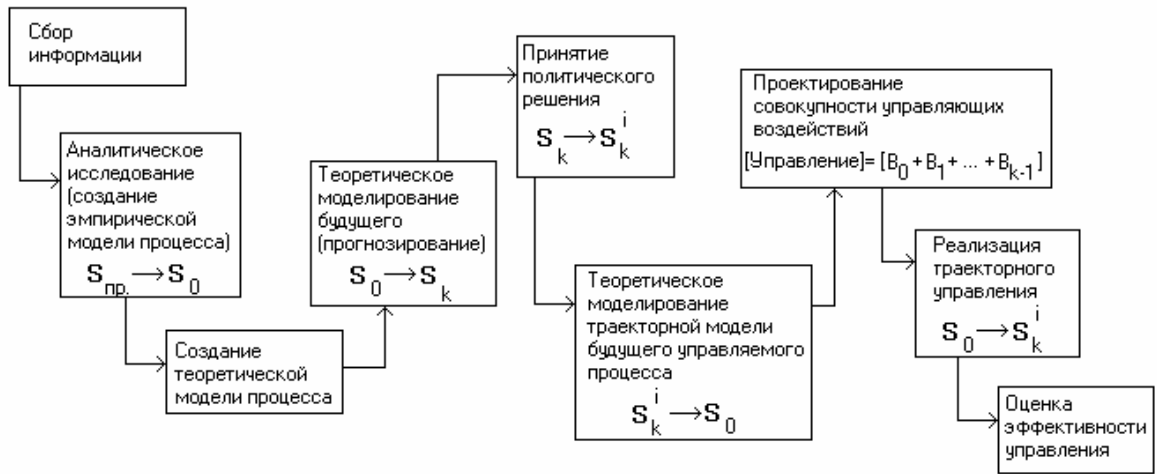 Сбор
информации
Аналитическое
исследование
(создание
эмпирической
модели процесса)
S пр. → S 0
Создание
теоретической
модели процесса
Теоретическое
моделирование
будущего
(прогнозирование)
S 0 → S k
Принятие
политического
решения
S k → S k i
Теоретическое
моделирование
траекторной модели
будущего управляемого
процесса
S k i → S 0
Проектирование
совокупности управляющих
воздействий
[Управление]= [B0 + B1 + ... + Bk-1 ]
Реализация
траекторного
управления
S 0 → S k i
Оценка
эффективности
управления